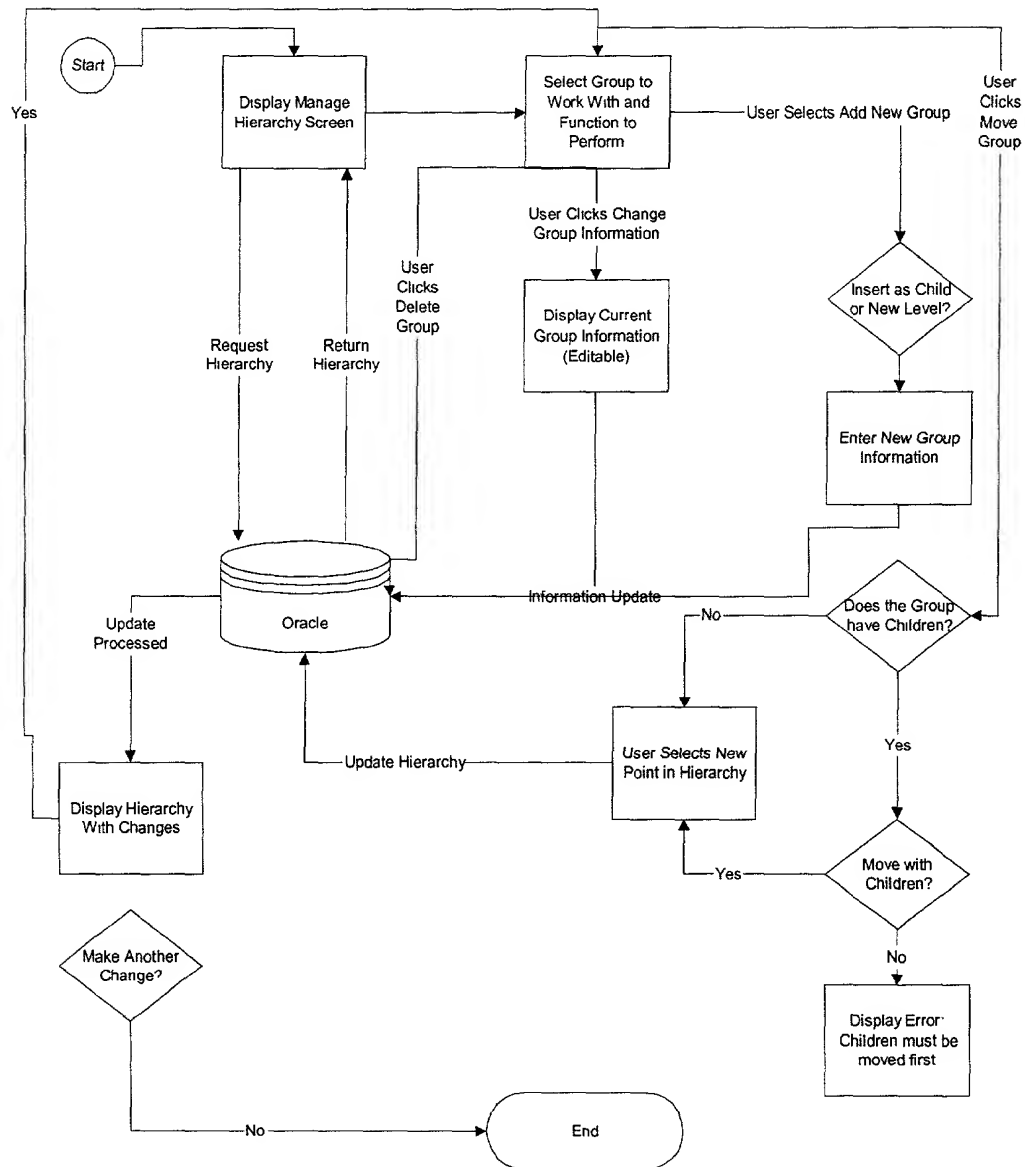 Start
Yes
Display Manage
Hierarchy Screen
Select Group to
Work With and
Function to
Perform
User Selects Add New Group
User
Clicks
Move
Group
User Clicks Change
Group Information
User
Clicks
Delete
Group
Request
Hierarchy
Return
Hierarchy
Display Current
Group Information
(Editable)
Insert as Child
or New Level?
Enter New Group
Information
Oracle
Information Update
Update
Processed
No
Does the Group
have Children?
Yes
User Selects New
Point in Hierarchy
Update Hierarchy
Display Hierarchy
With Changes
Yes
Move with
Children?
No
Make Another
Change?
Display Error:
Children must be
moved first
No
End